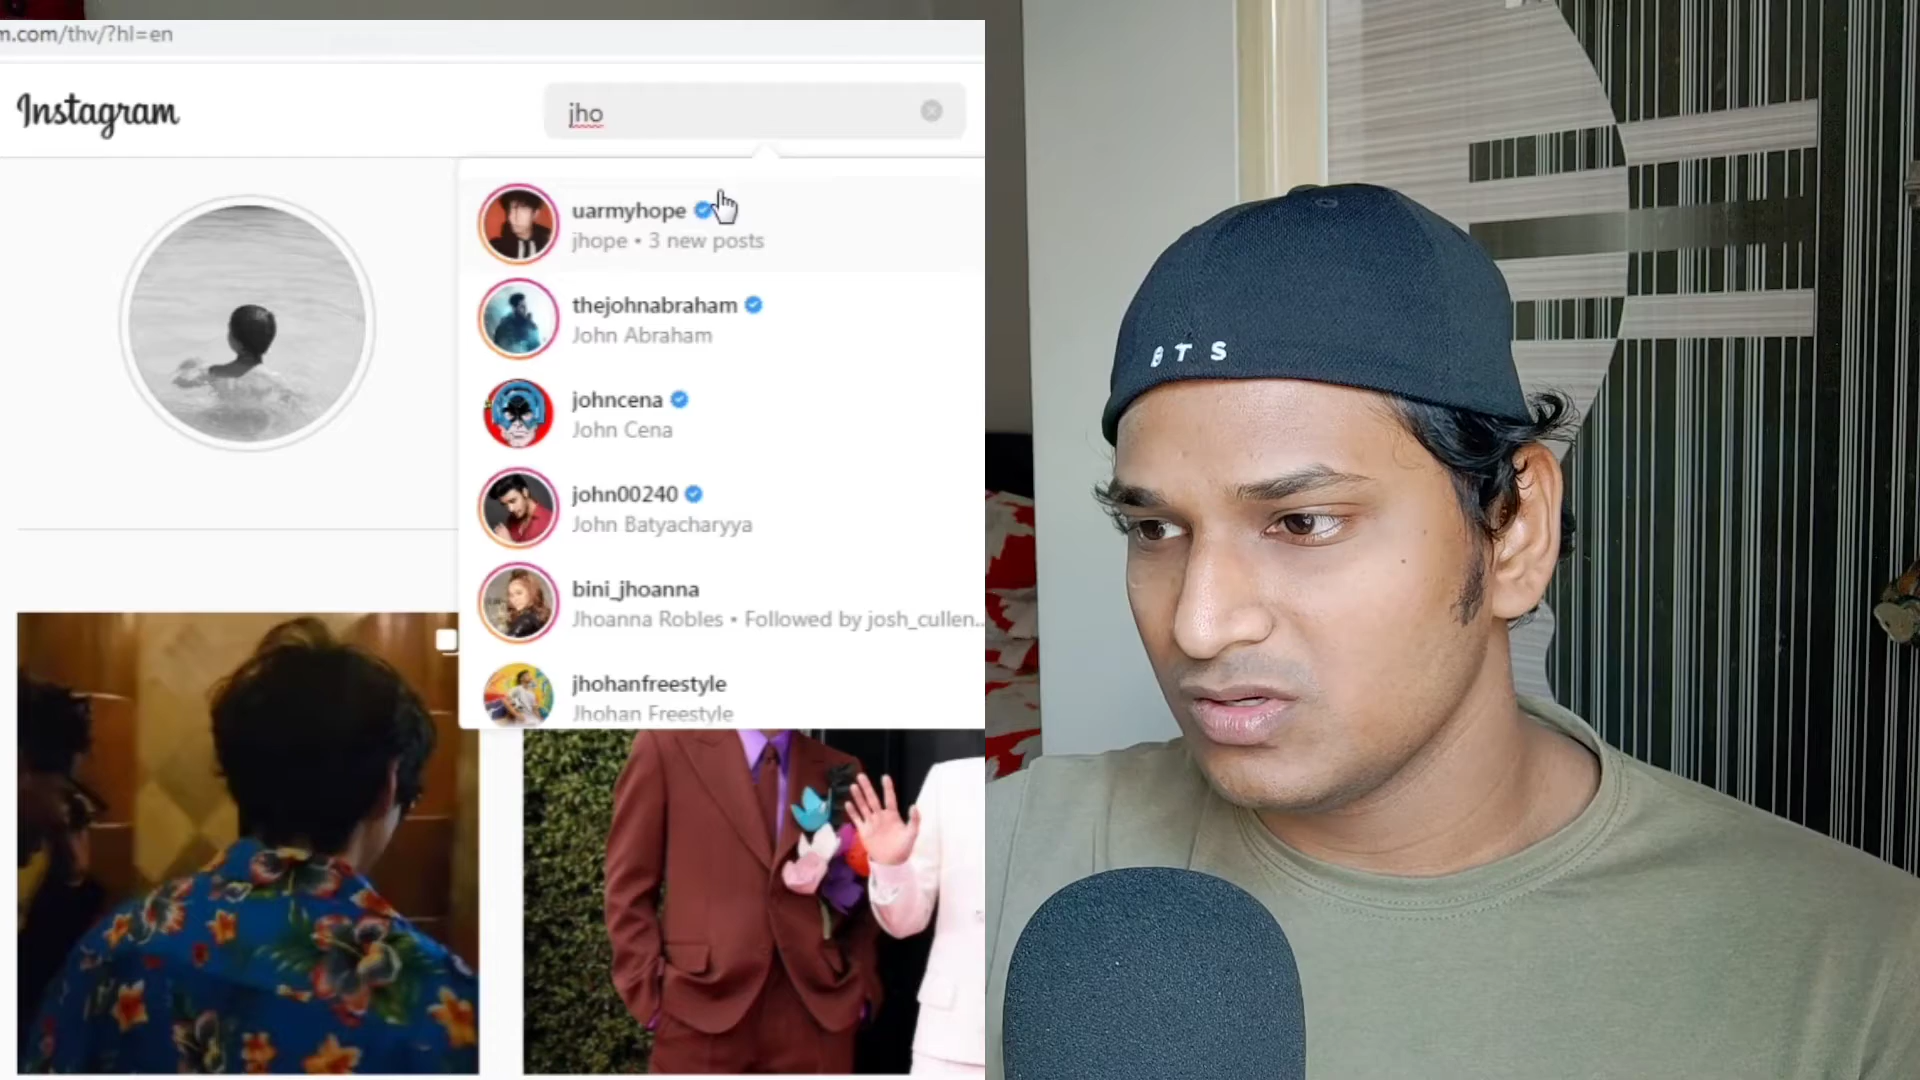 m.com/thv/?hl=en
Instagram
jho
uarmyhope
jhope • 3 new posts
thejohnabraham
John Abraham
johncena
John Cena
john00240
John Batyacharyya
bini_jhoanna
Jhoanna Robles • Followed by josh_cullen...
jhohanfreestyle
Jhohan Freestyle
BTS